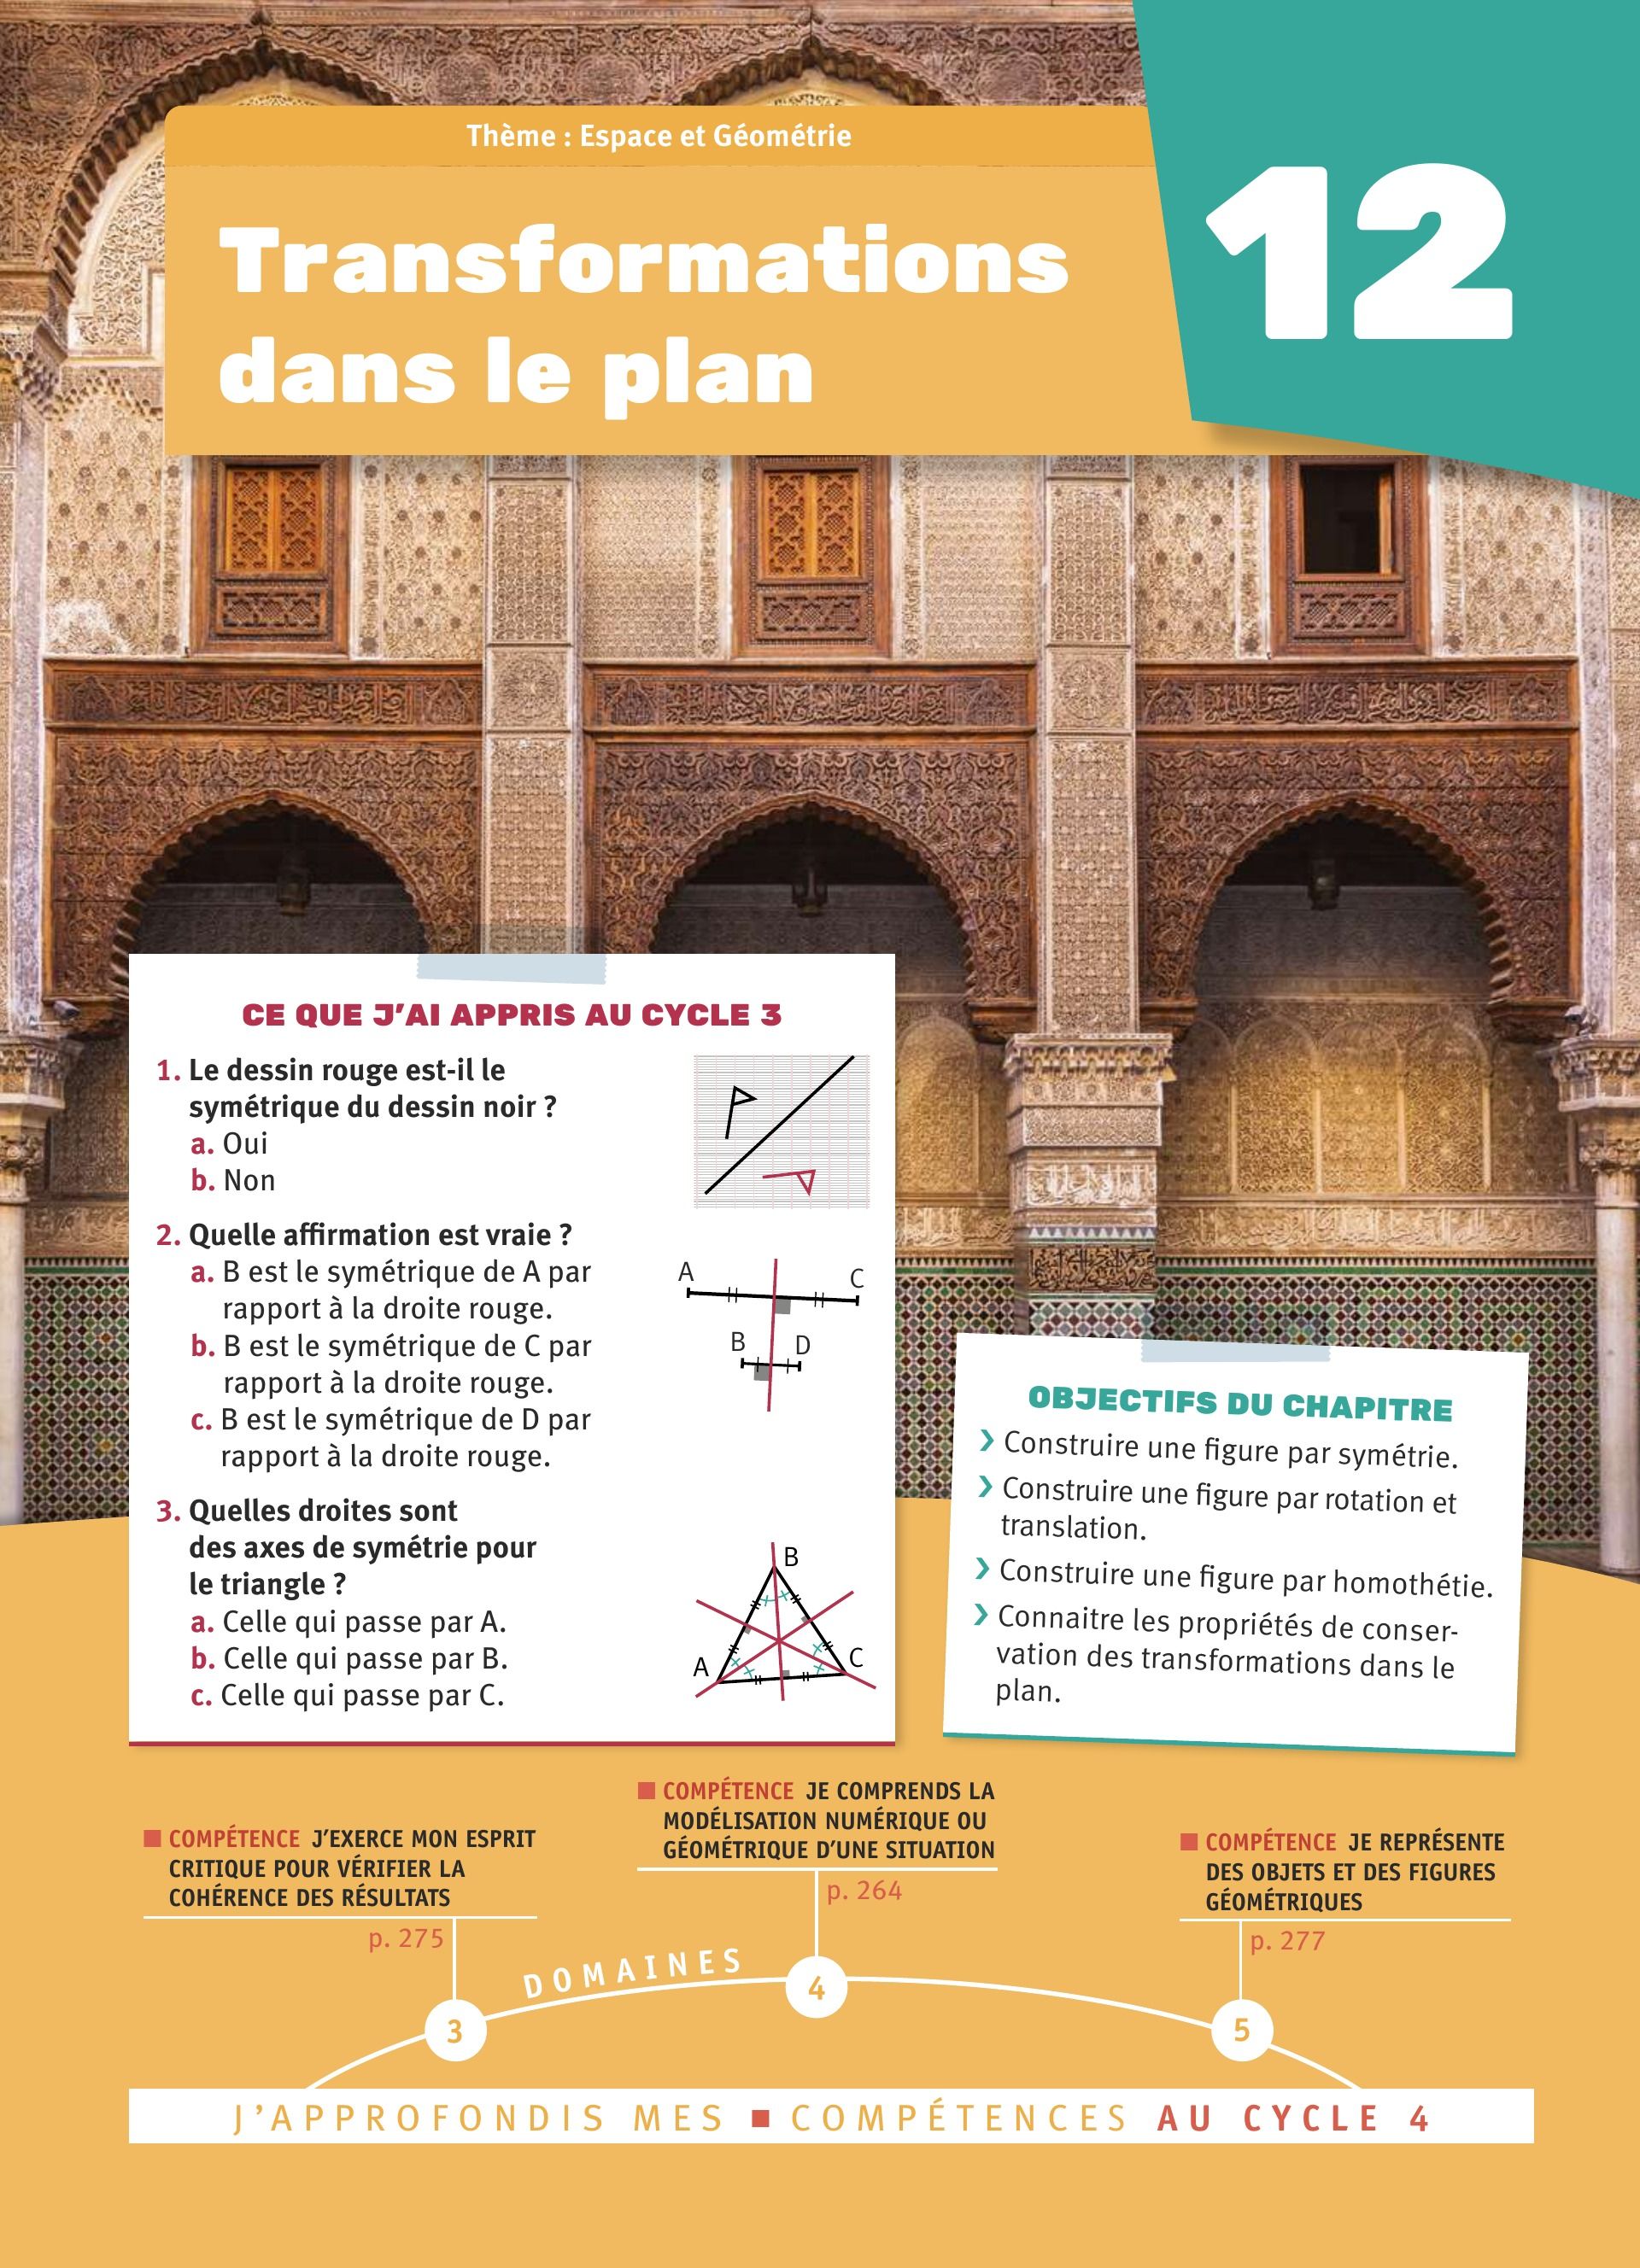 Thème : Espace et Géométrie
12
Transformations
dans le plan
CE QUE J'AI APPRIS AU CYCLE 3
1. Le dessin rouge est-il le
symétrique du dessin noir ?
a. Oui
b. Non
2. Quelle affirmation est vraie ?
a. B est le symétrique de A par
rapport à la droite rouge.
b. B est le symétrique de C par
rapport à la droite rouge.
c. B est le symétrique de D par
rapport à la droite rouge.
A C
B D
3. Quelles droites sont
des axes de symétrie pour
le triangle ?
a. Celle qui passe par A.
b. Celle qui passe par B.
c. Celle qui passe par C.
B
A C
OBJECTIFS DU CHAPITRE
› Construire une figure par symétrie.
› Construire une figure par rotation et
translation.
› Construire une figure par homothétie.
› Connaitre les propriétés de conser-
vation des transformations dans le
plan.
■ COMPÉTENCE J'EXERCE MON ESPRIT
CRITIQUE POUR VÉRIFIER LA
COHÉRENCE DES RÉSULTATS
p. 275
■ COMPÉTENCE JE COMPRENDS LA
MODÉLISATION NUMÉRIQUE OU
GÉOMÉTRIQUE D'UNE SITUATION
p. 264
■ COMPÉTENCE JE REPRÉSENTE
DES OBJETS ET DES FIGURES
GÉOMÉTRIQUES
p. 277
DOMAINES
3
4
5
J'APPROFONDIS MES ■ COMPÉTENCES AU CYCLE 4